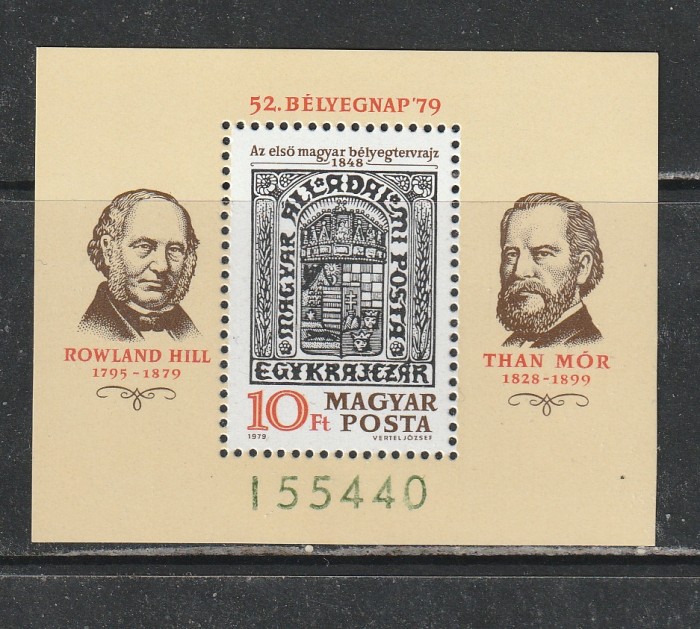 52. BÉLYEGNAP '79
Az első magyar bélyegtervrajz
1848
MAGYAR ÁLLADALMI POSTA
EGY KRAJCZÁR
10 Ft MAGYAR POSTA
1979 VERTEL JÓZSEF
ROWLAND HILL
1795-1879
THAN MÓR
1828-1899
155440